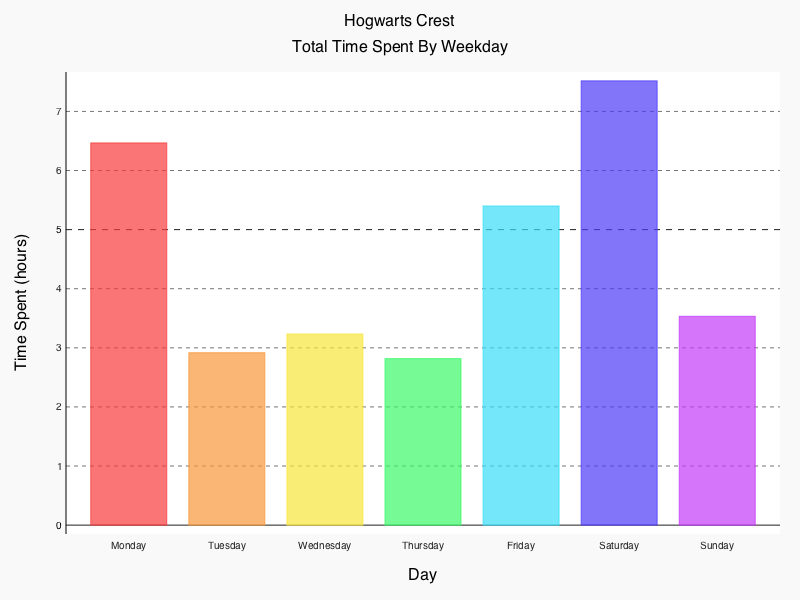 Hogwarts Crest
Total Time Spent By Weekday
Time Spent (hours)
7
6
5
4
3
2
1
0
Monday Tuesday Wednesday Thursday Friday Saturday Sunday
Day